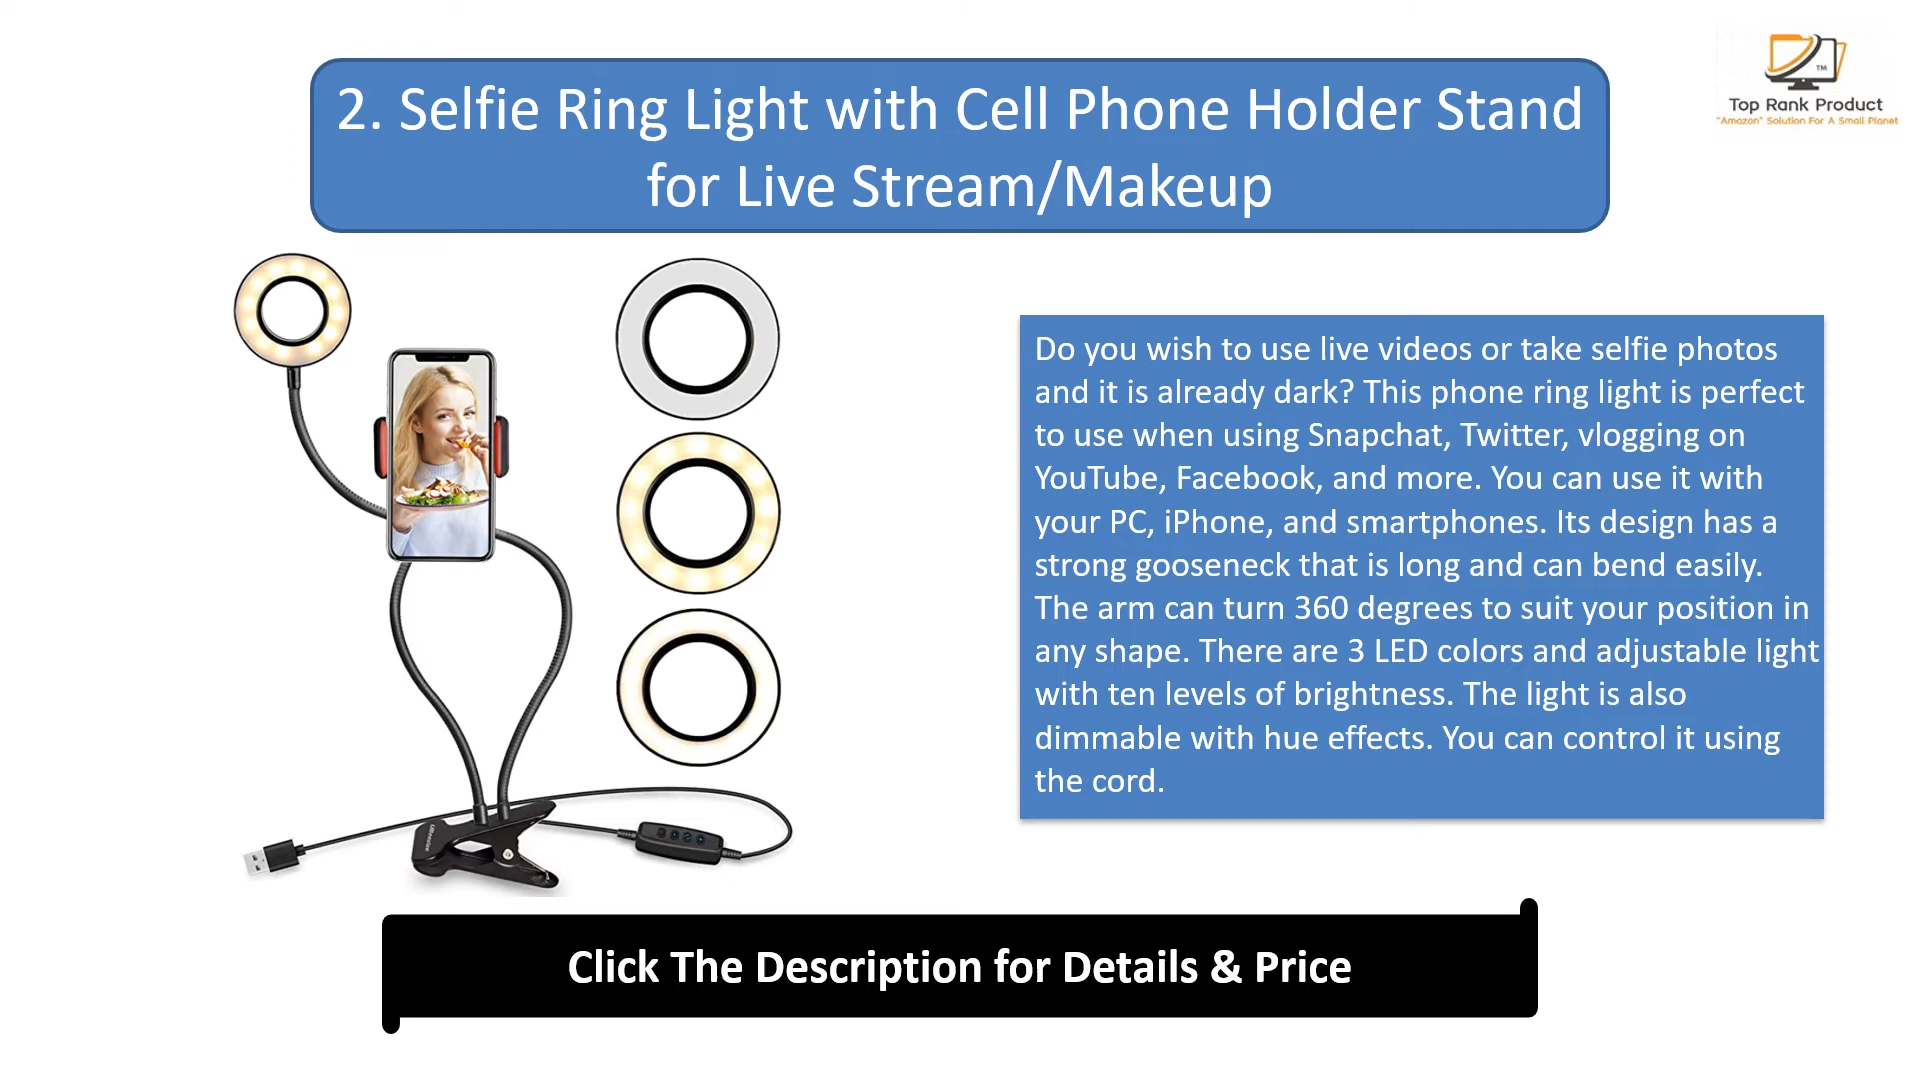 TM
Top Rank Product
"Amazon" Solution For A Small Planet
2. Selfie Ring Light with Cell Phone Holder Stand
for Live Stream/Makeup
Do you wish to use live videos or take selfie photos
and it is already dark? This phone ring light is perfect
to use when using Snapchat, Twitter, vlogging on
YouTube, Facebook, and more. You can use it with
your PC, iPhone, and smartphones. Its design has a
strong gooseneck that is long and can bend easily.
The arm can turn 360 degrees to suit your position in
any shape. There are 3 LED colors and adjustable light
with ten levels of brightness. The light is also
dimmable with hue effects. You can control it using
the cord.
Click The Description for Details & Price